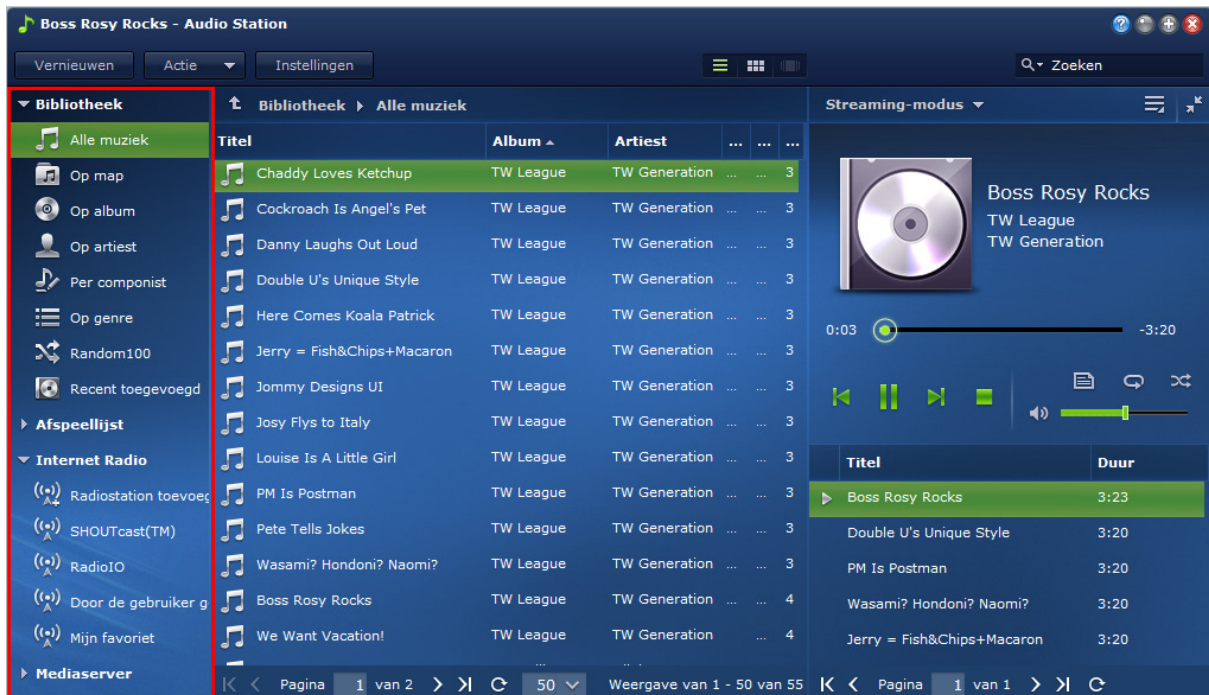 Boss Rosy Rocks - Audio Station
Vernieuwen Actie Instellingen Zoeken
Bibliotheek
Alle muziek
Op map
Op album
Op artiest
Per componist
Op genre
Random100
Recent toegevoegd
Afspeellijst
Internet Radio
Radiostation toevoeg
SHOUTcast(TM)
RadioIO
Door de gebruiker g
Mijn favoriet
Mediaserver
Bibliotheek Alle muziek
Titel Album Artiest ... ... ...
Chaddy Loves Ketchup TW League TW Generation ... ... 3
Cockroach Is Angel's Pet TW League TW Generation ... ... 3
Danny Laughs Out Loud TW League TW Generation ... ... 3
Double U's Unique Style TW League TW Generation ... ... 3
Here Comes Koala Patrick TW League TW Generation ... ... 3
Jerry = Fish&Chips+Macaron TW League TW Generation ... ... 3
Jommy Designs UI TW League TW Generation ... ... 3
Josy Flys to Italy TW League TW Generation ... ... 3
Louise Is A Little Girl TW League TW Generation ... ... 3
PM Is Postman TW League TW Generation ... ... 3
Pete Tells Jokes TW League TW Generation ... ... 3
Wasami? Hondoni? Naomi? TW League TW Generation ... ... 3
Boss Rosy Rocks TW League TW Generation ... ... 4
We Want Vacation! TW League TW Generation ... 4
Pagina 1 van 2 50 Weergave van 1 - 50 van 55
Streaming-modus
Boss Rosy Rocks
TW League
TW Generation
0:03 -3:20
Titel Duur
Boss Rosy Rocks 3:23
Double U's Unique Style 3:20
PM Is Postman 3:20
Wasami? Hondoni? Naomi? 3:20
Jerry = Fish&Chips+Macaron 3:20
Pagina 1 van 1